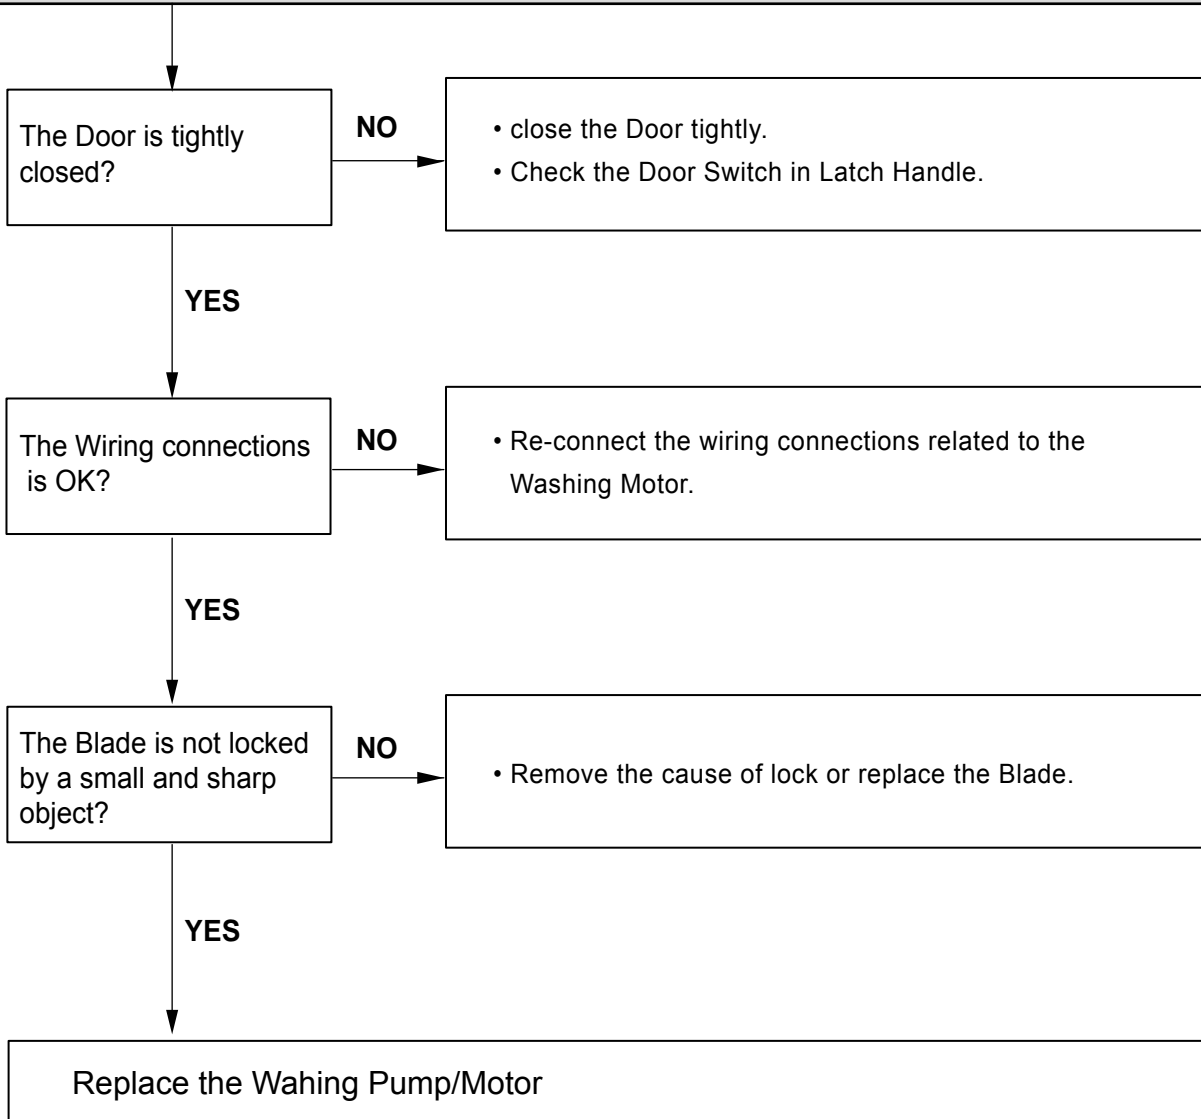 The Door is tightly
closed?
NO
• close the Door tightly.
• Check the Door Switch in Latch Handle.
YES
The Wiring connections
is OK?
NO
• Re-connect the wiring connections related to the
Washing Motor.
YES
The Blade is not locked
by a small and sharp
object?
NO
• Remove the cause of lock or replace the Blade.
YES
Replace the Wahing Pump/Motor